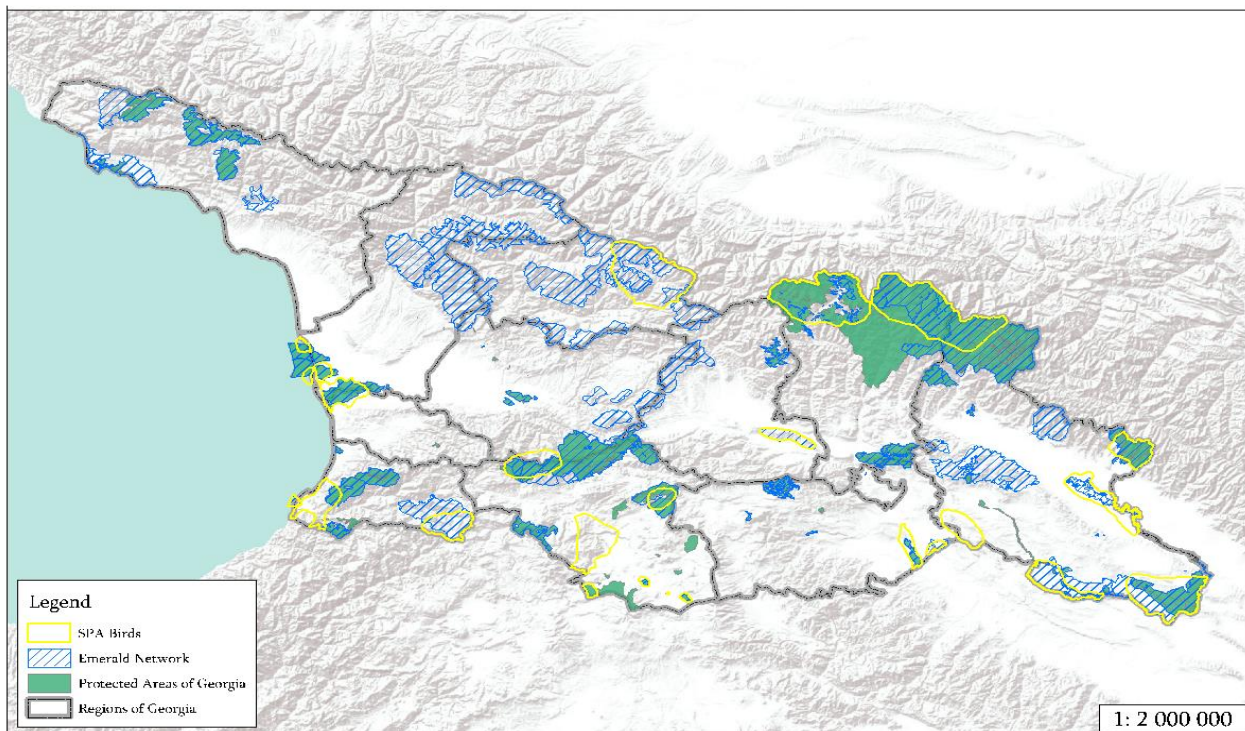 Legend
SPA Birds
Emerald Network
Protected Areas of Georgia
Regions of Georgia
1: 2 000 000